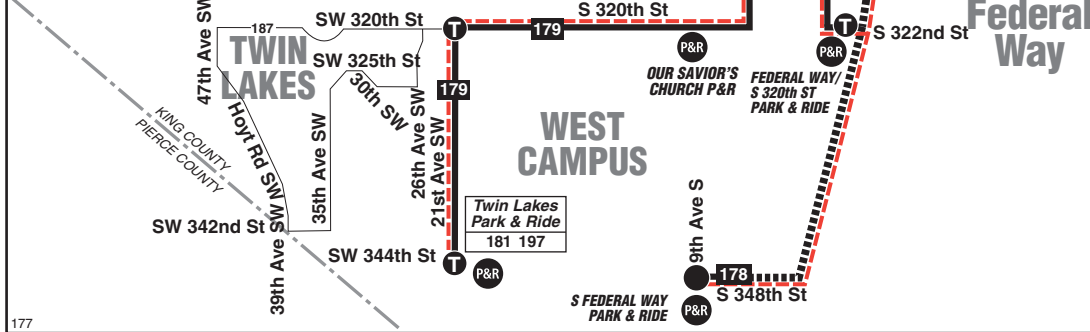 S 320th St
SW 320th St
T
179
187
47th Ave SW
TWIN
LAKES
SW 325th St
30th SW
P&R
OUR SAVIOR'S
CHURCH P&R
T
P&R
S 322nd St
FEDERAL WAY/
S 320th ST
PARK & RIDE
Federal
Way
179
KING COUNTY
PIERCE COUNTY
Hoyt Rd SW
35th Ave SW
26th Ave SW
21st Ave SW
WEST
CAMPUS
Twin Lakes
Park & Ride
181 197
SW 342nd St
39th Ave SW
SW 344th St
T
P&R
9th Ave S
178
S 348th St
S FEDERAL WAY
PARK & RIDE
P&R
177